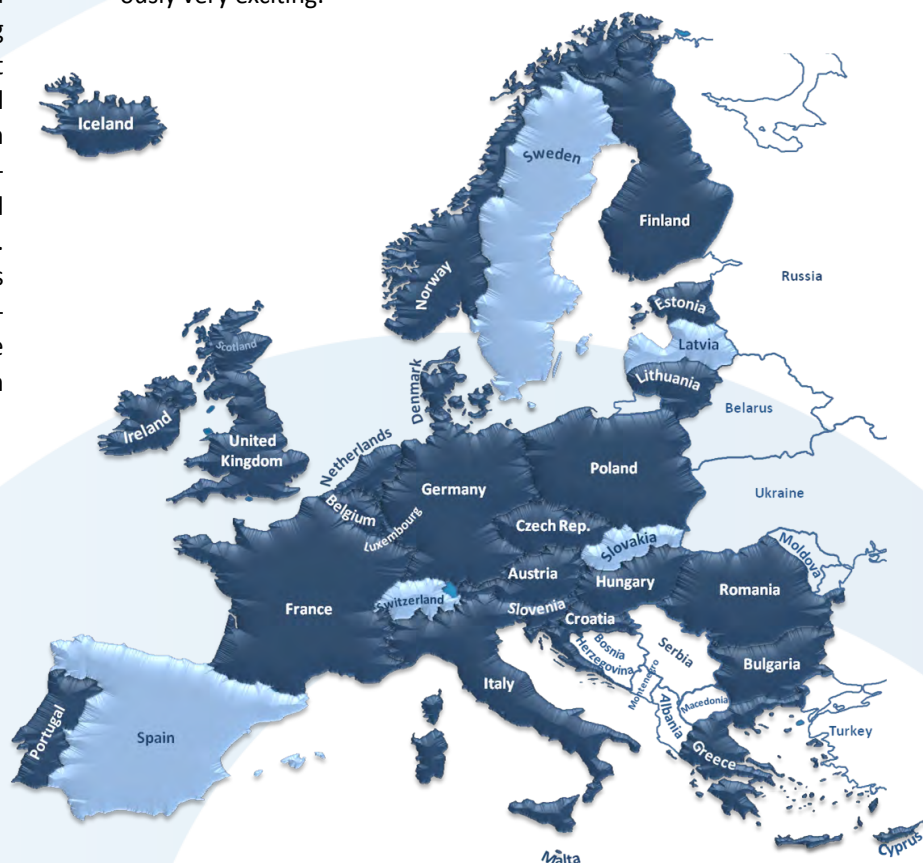 ously very exciting.
g
-
.
s
-
e
Iceland
Sweden
Finland
Norway
Russia
Estonia
Scotland
Latvia
Denmark
Lithuania
Belarus
Ireland
United
Kingdom
Netherlands
Poland
Germany
Ukraine
Belgium
Czech Rep.
Luxembourg
Slovakia
Moldova
Austria
Hungary
Romania
France
Switzerland
Slovenia
Croatia
Bosnia
Herzegovina
Serbia
Bulgaria
Italy
Montenegro
Macedonia
Albania
Portugal
Spain
Turkey
Greece
Cyprus
Malta